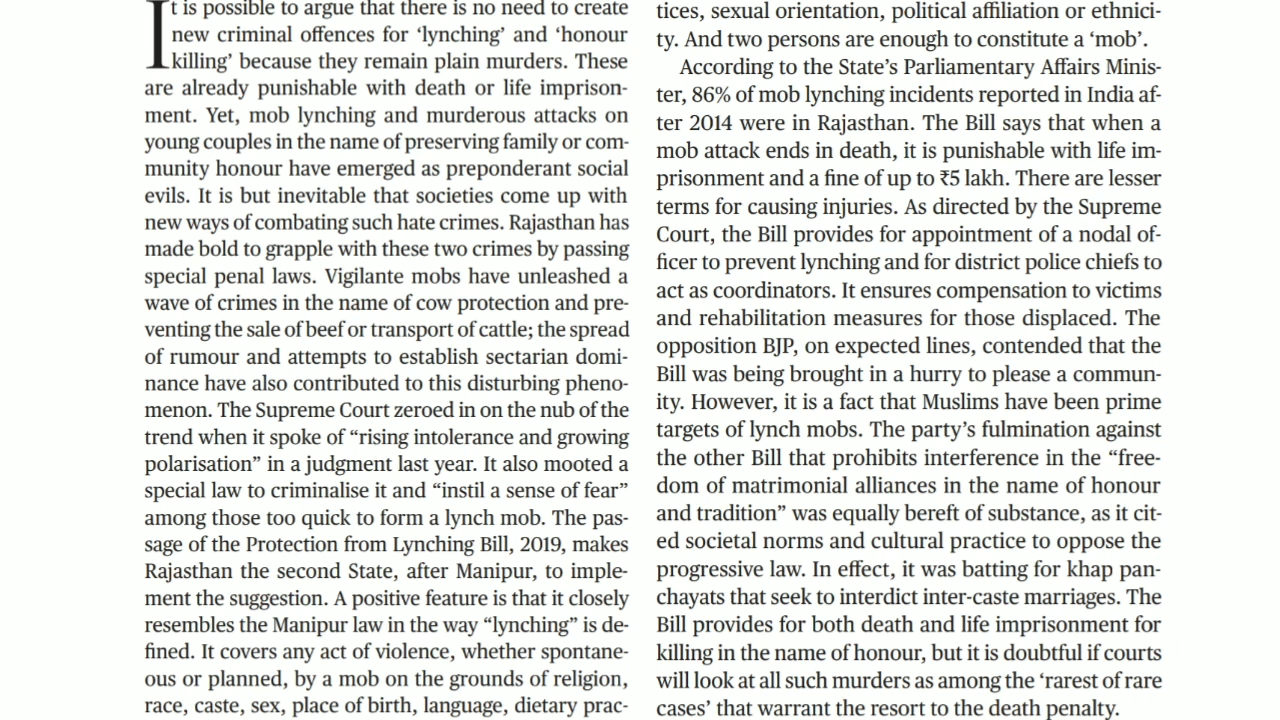 It is possible to argue that there is no need to create
new criminal offences for ‘lynching’ and ‘honour
killing’ because they remain plain murders. These
are already punishable with death or life imprison-
ment. Yet, mob lynching and murderous attacks on
young couples in the name of preserving family or com-
munity honour have emerged as preponderant social
evils. It is but inevitable that societies come up with
new ways of combating such hate crimes. Rajasthan has
made bold to grapple with these two crimes by passing
special penal laws. Vigilante mobs have unleashed a
wave of crimes in the name of cow protection and pre-
venting the sale of beef or transport of cattle; the spread
of rumour and attempts to establish sectarian domi-
nance have also contributed to this disturbing pheno-
menon. The Supreme Court zeroed in on the nub of the
trend when it spoke of “rising intolerance and growing
polarisation” in a judgment last year. It also mooted a
special law to criminalise it and “instil a sense of fear”
among those too quick to form a lynch mob. The pas-
sage of the Protection from Lynching Bill, 2019, makes
Rajasthan the second State, after Manipur, to imple-
ment the suggestion. A positive feature is that it closely
resembles the Manipur law in the way “lynching” is de-
fined. It covers any act of violence, whether spontane-
ous or planned, by a mob on the grounds of religion,
race, caste, sex, place of birth, language, dietary prac-
tices, sexual orientation, political affiliation or ethnici-
ty. And two persons are enough to constitute a ‘mob’.
According to the State’s Parliamentary Affairs Minis-
ter, 86% of mob lynching incidents reported in India af-
ter 2014 were in Rajasthan. The Bill says that when a
mob attack ends in death, it is punishable with life im-
prisonment and a fine of up to ₹5 lakh. There are lesser
terms for causing injuries. As directed by the Supreme
Court, the Bill provides for appointment of a nodal of-
ficer to prevent lynching and for district police chiefs to
act as coordinators. It ensures compensation to victims
and rehabilitation measures for those displaced. The
opposition BJP, on expected lines, contended that the
Bill was being brought in a hurry to please a commun-
ity. However, it is a fact that Muslims have been prime
targets of lynch mobs. The party’s fulmination against
the other Bill that prohibits interference in the “free-
dom of matrimonial alliances in the name of honour
and tradition” was equally bereft of substance, as it cit-
ed societal norms and cultural practice to oppose the
progressive law. In effect, it was batting for khap pan-
chayats that seek to interdict inter-caste marriages. The
Bill provides for both death and life imprisonment for
killing in the name of honour, but it is doubtful if courts
will look at all such murders as among the ‘rarest of rare
cases’ that warrant the resort to the death penalty.